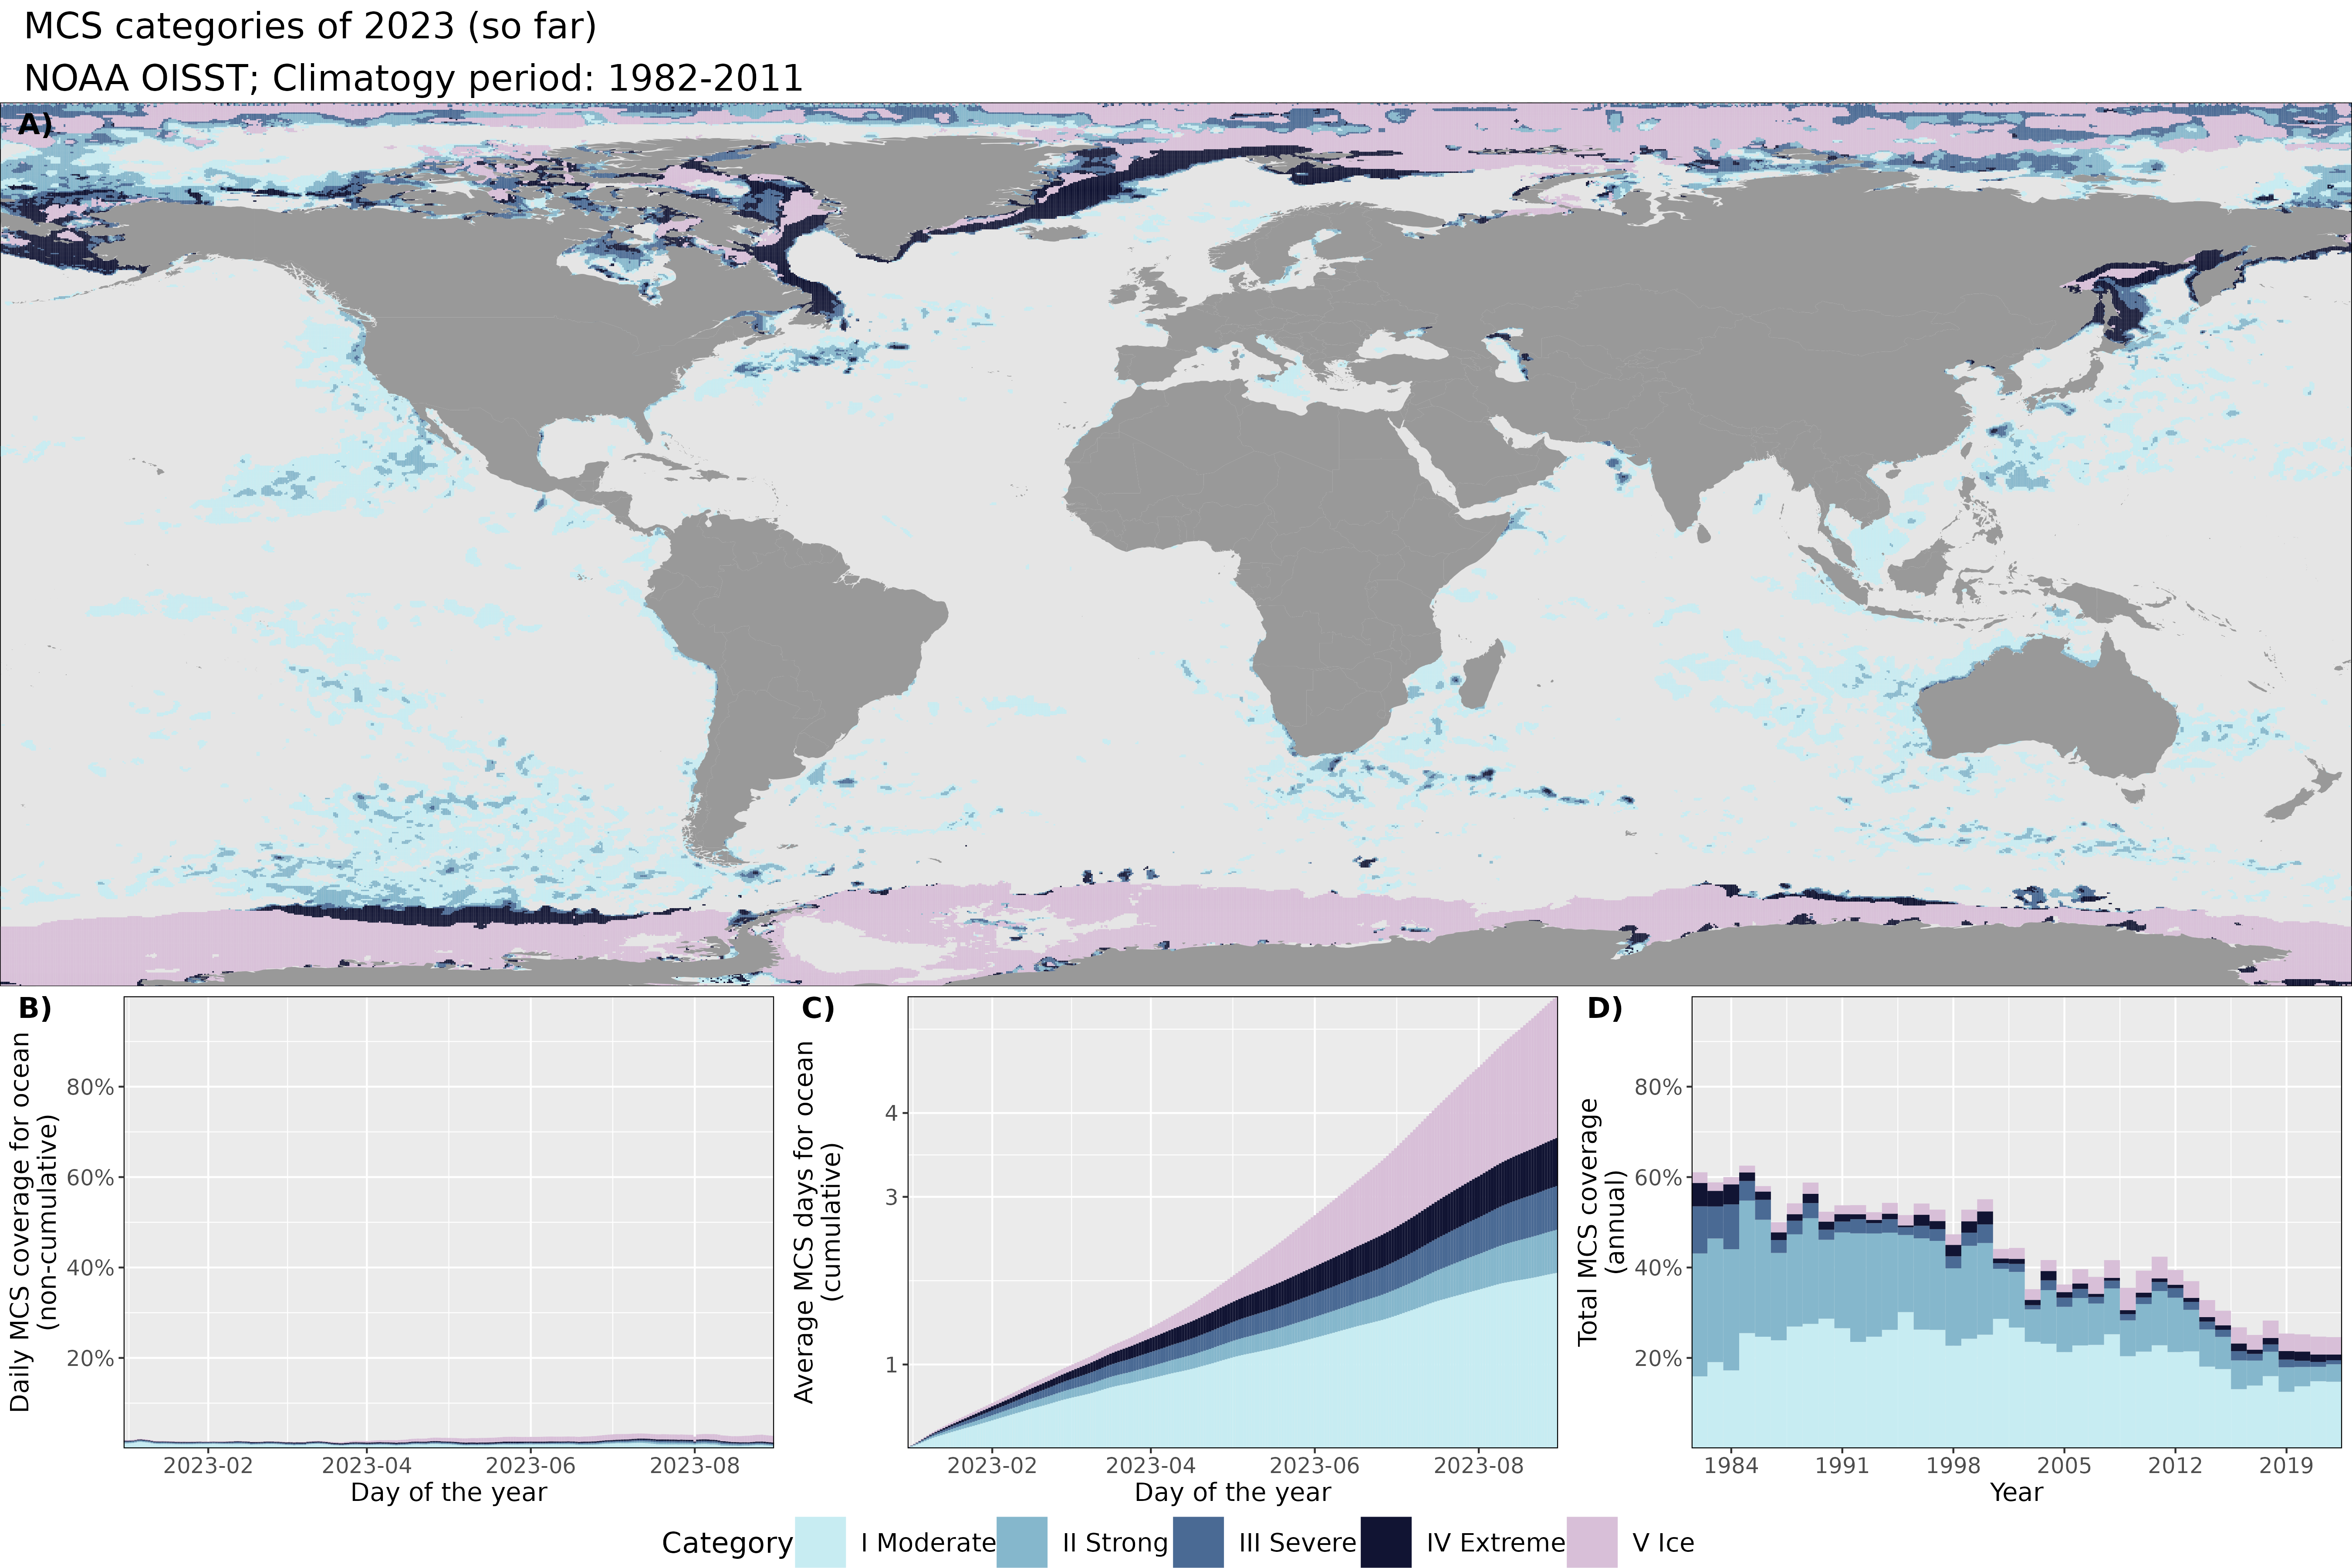 MCS categories of 2023 (so far)
NOAA OISST; Climatogy period: 1982-2011
A)
B)
Daily MCS coverage for ocean
(non-cumulative)
80%
60%
40%
20%
2023-02 2023-04 2023-06 2023-08
Day of the year
C)
Average MCS days for ocean
(cumulative)
4
3
1
2023-02 2023-04 2023-06 2023-08
Day of the year
D)
Total MCS coverage
(annual)
80%
60%
40%
20%
1984 1991 1998 2005 2012 2019
Year
Category I Moderate II Strong III Severe IV Extreme V Ice